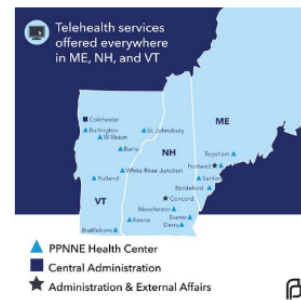 Telehealth services
offered everywhere
in ME, NH, and VT
ME
Colchester
Burlington
Williston
St. Johnsbury
Barre
NH
Topsham
White River Junction
Portland
Rutland
Sanford
Biddeford
VT
Concord
Manchester
Exeter
Keene
Derry
Brattleboro
PPNNE Health Center
Central Administration
Administration & External Affairs